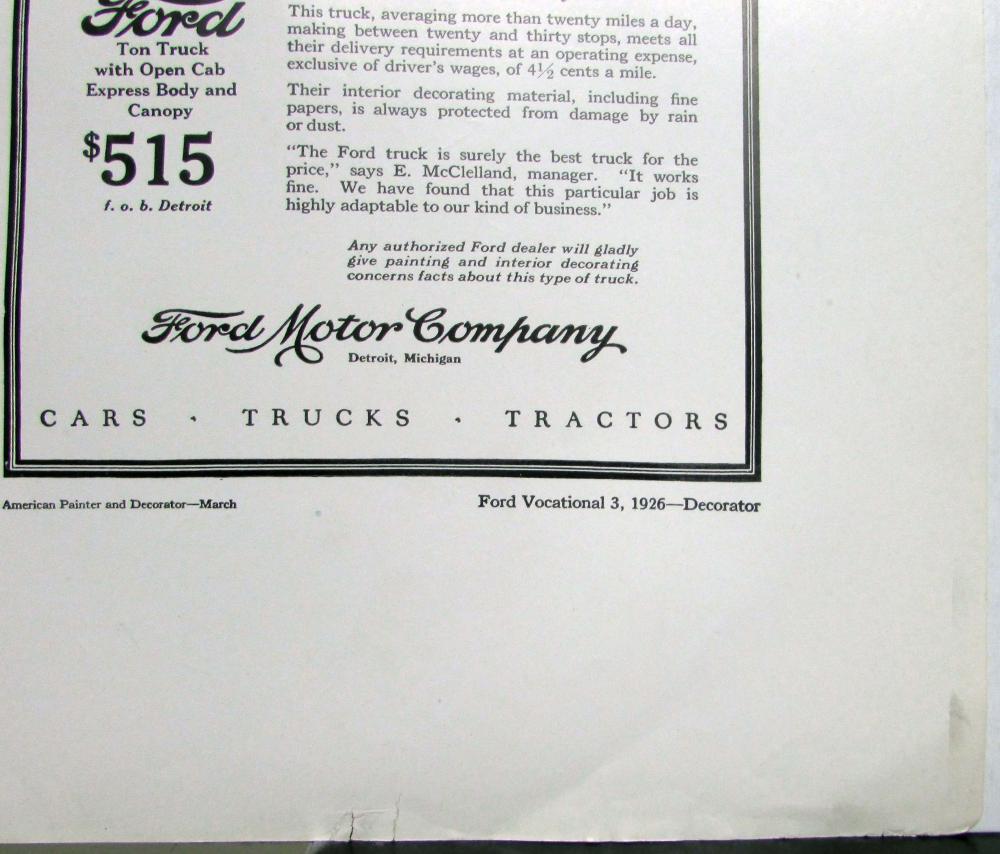 Ford
Ton Truck
with Open Cab
Express Body and
Canopy
$515
f. o. b. Detroit
This truck, averaging more than twenty miles a day,
making between twenty and thirty stops, meets all
their delivery requirements at an operating expense,
exclusive of driver's wages, of 4½ cents a mile.
Their interior decorating material, including fine
papers, is always protected from damage by rain
or dust.
“The Ford truck is surely the best truck for the
price,” says E. McClelland, manager. “It works
fine. We have found that this particular job is
highly adaptable to our kind of business.”
Any authorized Ford dealer will gladly
give painting and interior decorating
concerns facts about this type of truck.
Ford Motor Company
Detroit, Michigan
CARS · TRUCKS · TRACTORS
American Painter and Decorator—March
Ford Vocational 3, 1926—Decorator